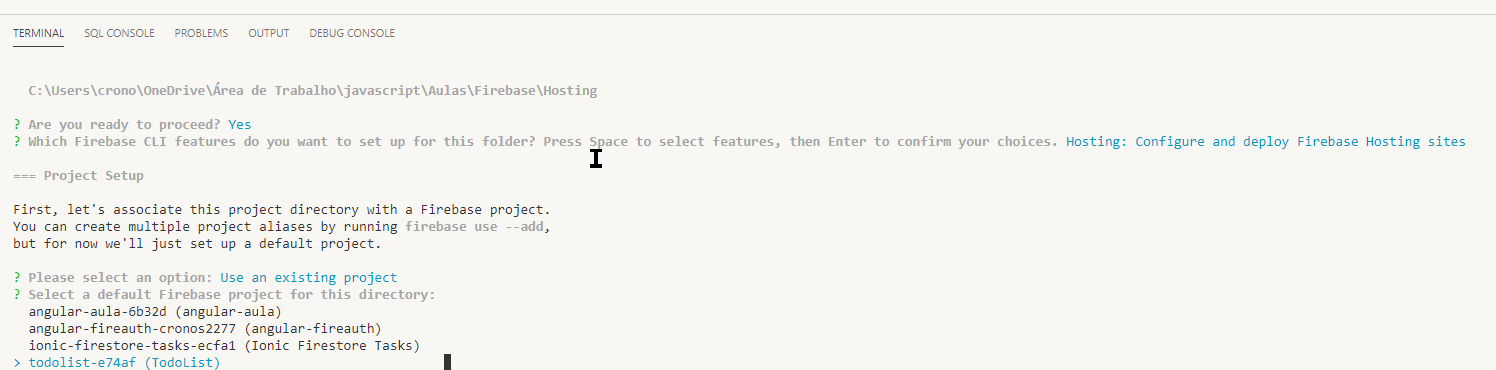 TERMINAL SQL CONSOLE PROBLEMS OUTPUT DEBUG CONSOLE
C:\Users\crono\OneDrive\Área de Trabalho\javascript\Aulas\Firebase\Hosting
? Are you ready to proceed? Yes
? Which Firebase CLI features do you want to set up for this folder? Press Space to select features, then Enter to confirm your choices. Hosting: Configure and deploy Firebase Hosting sites
=== Project Setup
First, let's associate this project directory with a Firebase project.
You can create multiple project aliases by running firebase use --add,
but for now we'll just set up a default project.
? Please select an option: Use an existing project
? Select a default Firebase project for this directory:
angular-aula-6b32d (angular-aula)
angular-fireauth-cronos2277 (angular-fireauth)
ionic-firestore-tasks-ecfa1 (Ionic Firestore Tasks)
> todolist-e74af (TodoList)